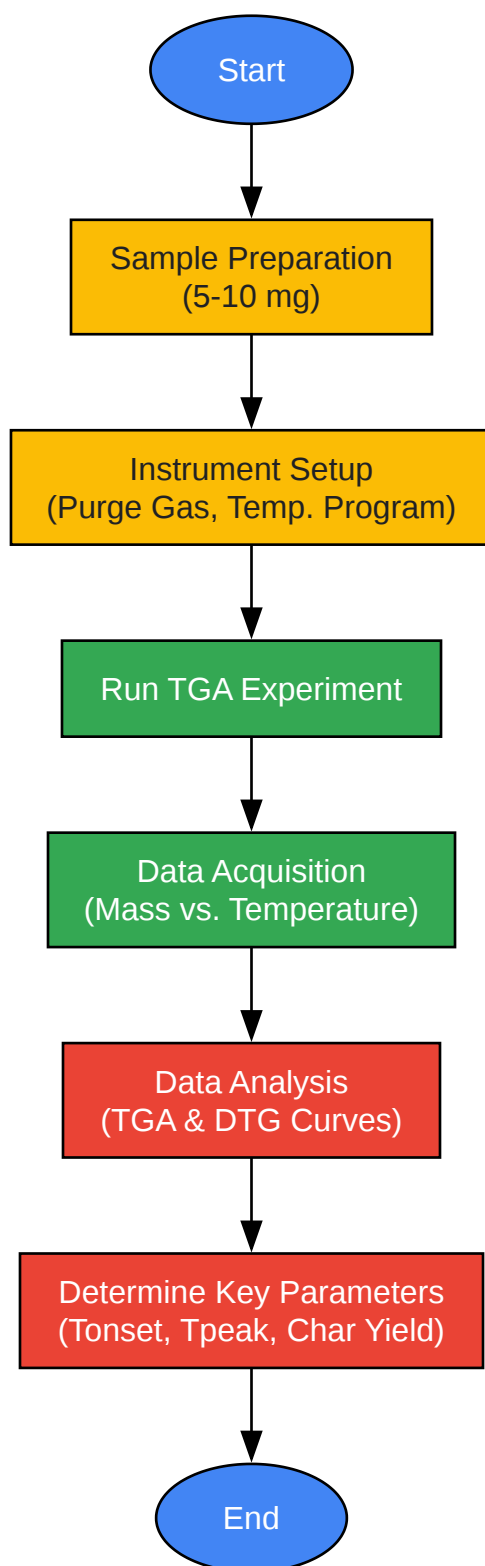 Start
Sample Preparation
(5-10 mg)
Instrument Setup
(Purge Gas, Temp. Program)
Run TGA Experiment
Data Acquisition
(Mass vs. Temperature)
Data Analysis
(TGA & DTG Curves)
Determine Key Parameters
(Tonset, Tpeak, Char Yield)
End